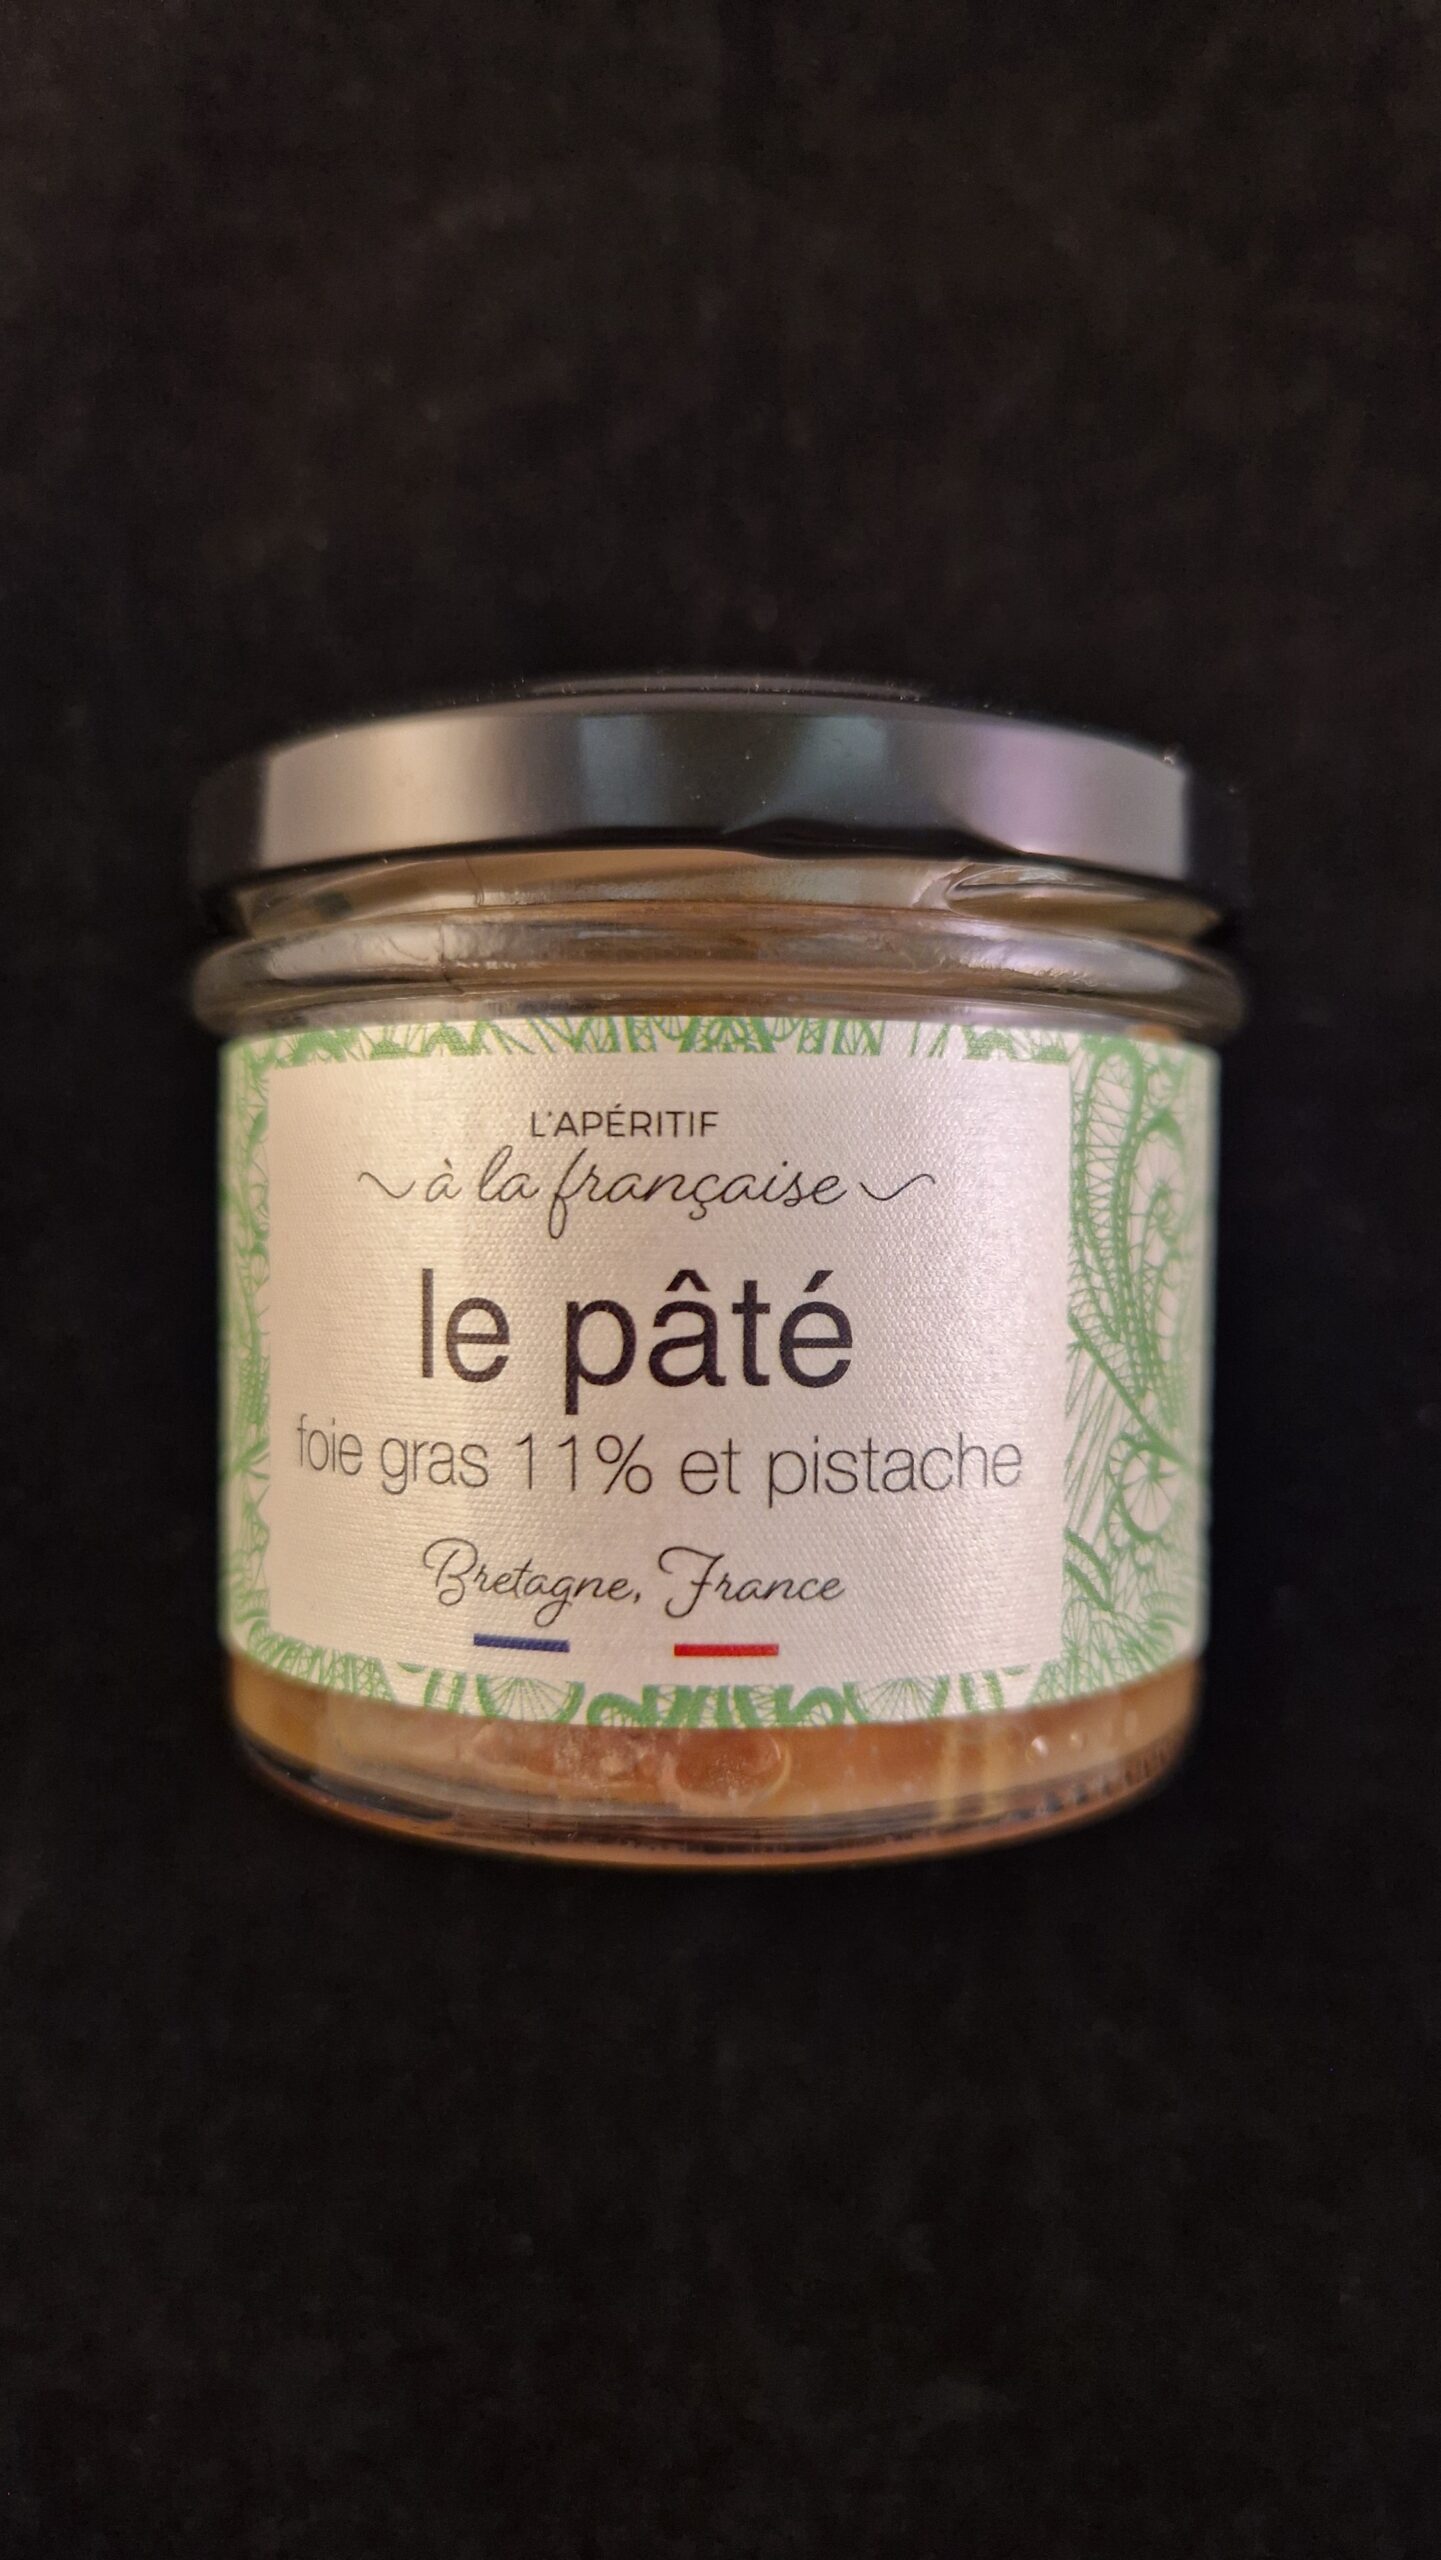 L'APÉRITIF
à la française
le pâté
foie gras 11% et pistache
Bretagne, France